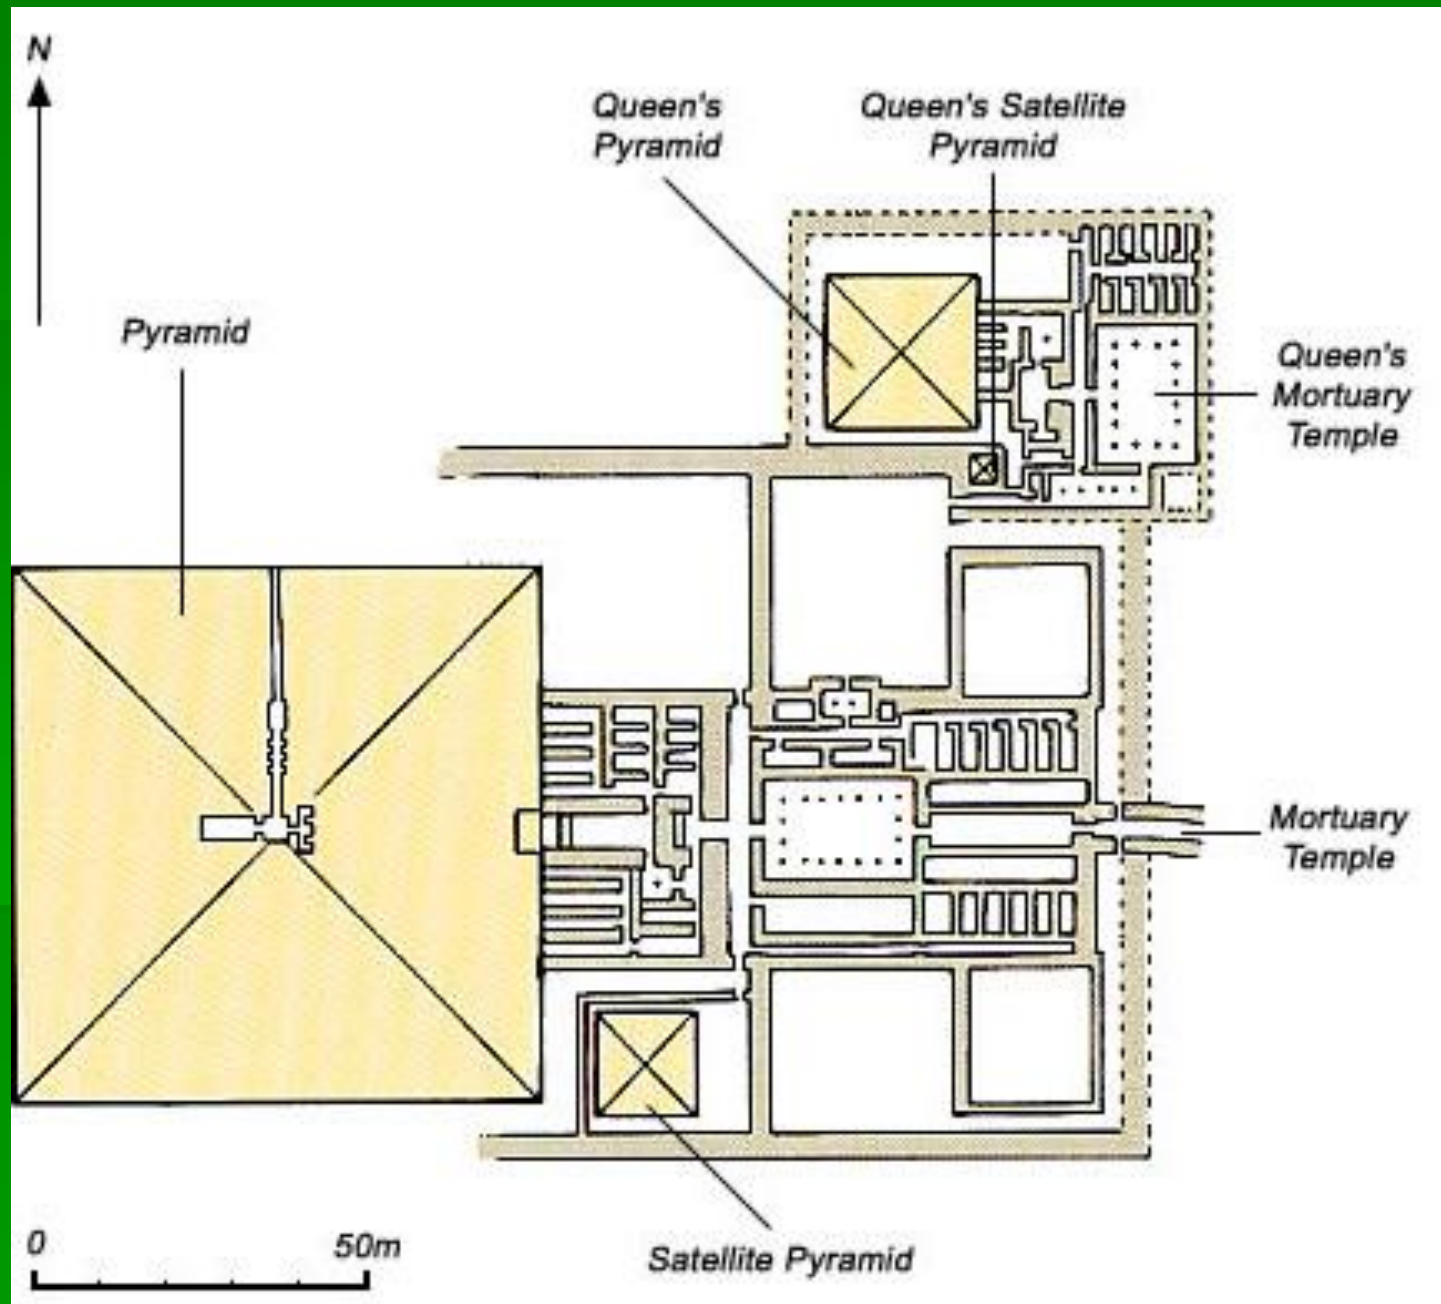 N
Queen's
Pyramid
Queen's Satellite
Pyramid
Pyramid
Queen's
Mortuary
Temple
Mortuary
Temple
0
50m
Satellite Pyramid